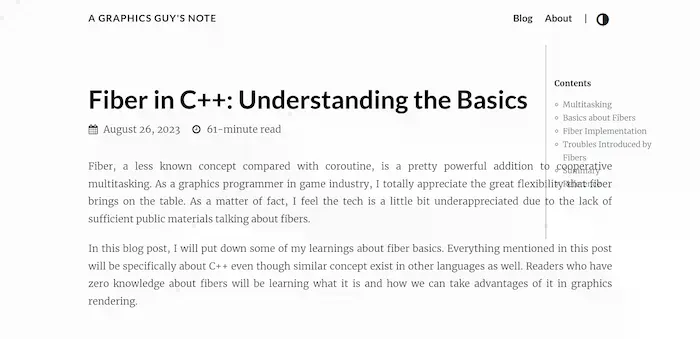 A GRAPHICS GUY'S NOTE
Blog About |
Fiber in C++: Understanding the Basics
August 26, 2023 61-minute read
Fiber, a less known concept compared with coroutine, is a pretty powerful addition to cooperative
multitasking. As a graphics programmer in game industry, I totally appreciate the great flexibility that fiber
brings on the table. As a matter of fact, I feel the tech is a little bit underappreciated due to the lack of
sufficient public materials talking about fibers.
In this blog post, I will put down some of my learnings about fiber basics. Everything mentioned in this post
will be specifically about C++ even though similar concept exist in other languages as well. Readers who have
zero knowledge about fibers will be learning what it is and how we can take advantages of it in graphics
rendering.
Contents
Multitasking
Basics about Fibers
Fiber Implementation
Troubles Introduced by
Fibers
Summary